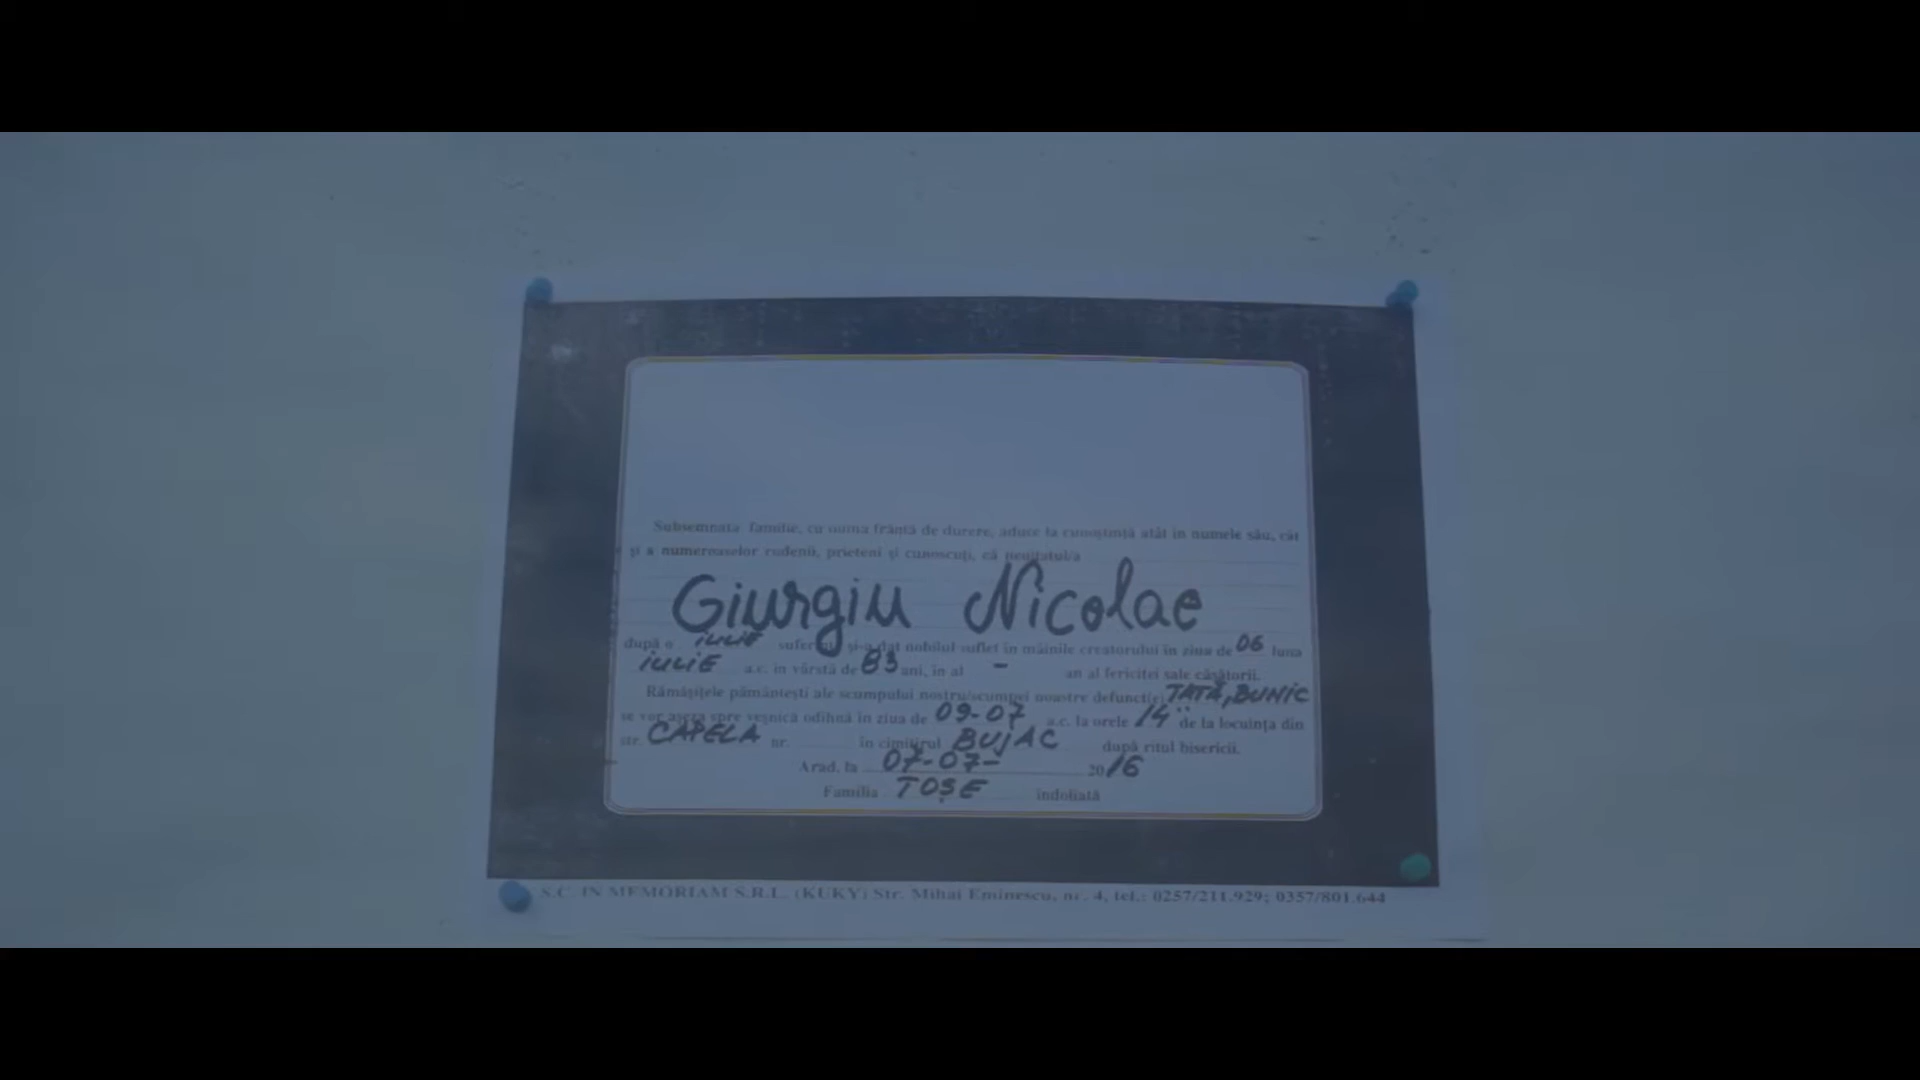 Subsemnata familie, cu inima frântă de durere, aduce la cunoștință atât în numele său, cât
și a numeroaselor rudenii, prieteni și cunoscuți, că neuitatul/a
Giurgiu Nicolae
după o iulie suferință și-a dat nobilul suflet în mâinile creatorului în ziua de 06 luna
iulie a.c. în vârstă de 83 ani, în al - an al fericitei sale căsătorii.
Rămășițele pământești ale scumpului nostru/scumpei noastre defunct(e) TATĂ, BUNIC
se vor așeza spre veșnică odihnă în ziua de 09-07 a.c. la orele 14 de la locuința din
str. CAPELA nr. în cimitirul BUJAC după ritul bisericii.
Arad, la 07-07- 2016
Familia TOȘE îndoliată
S.C. IN MEMORIAM S.R.L. (KUKY) Str. Mihai Eminescu, nr. 4, tel.: 0257/211.929; 0357/801.644